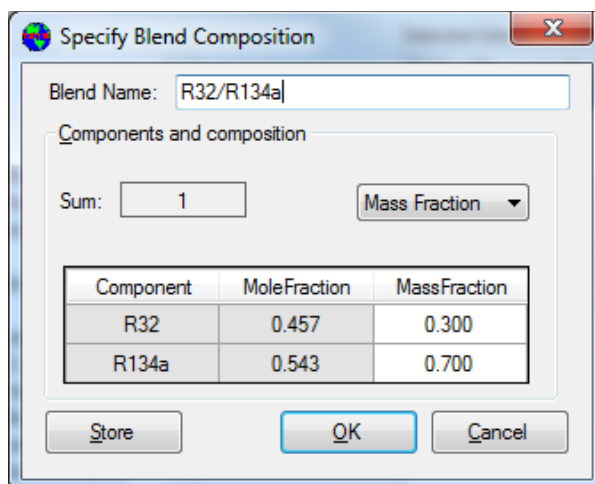 Specify Blend Composition
Blend Name: R32/R134a
Components and composition
Sum: 1 Mass Fraction
Component MoleFraction MassFraction
R32 0.457 0.300
R134a 0.543 0.700
Store OK Cancel